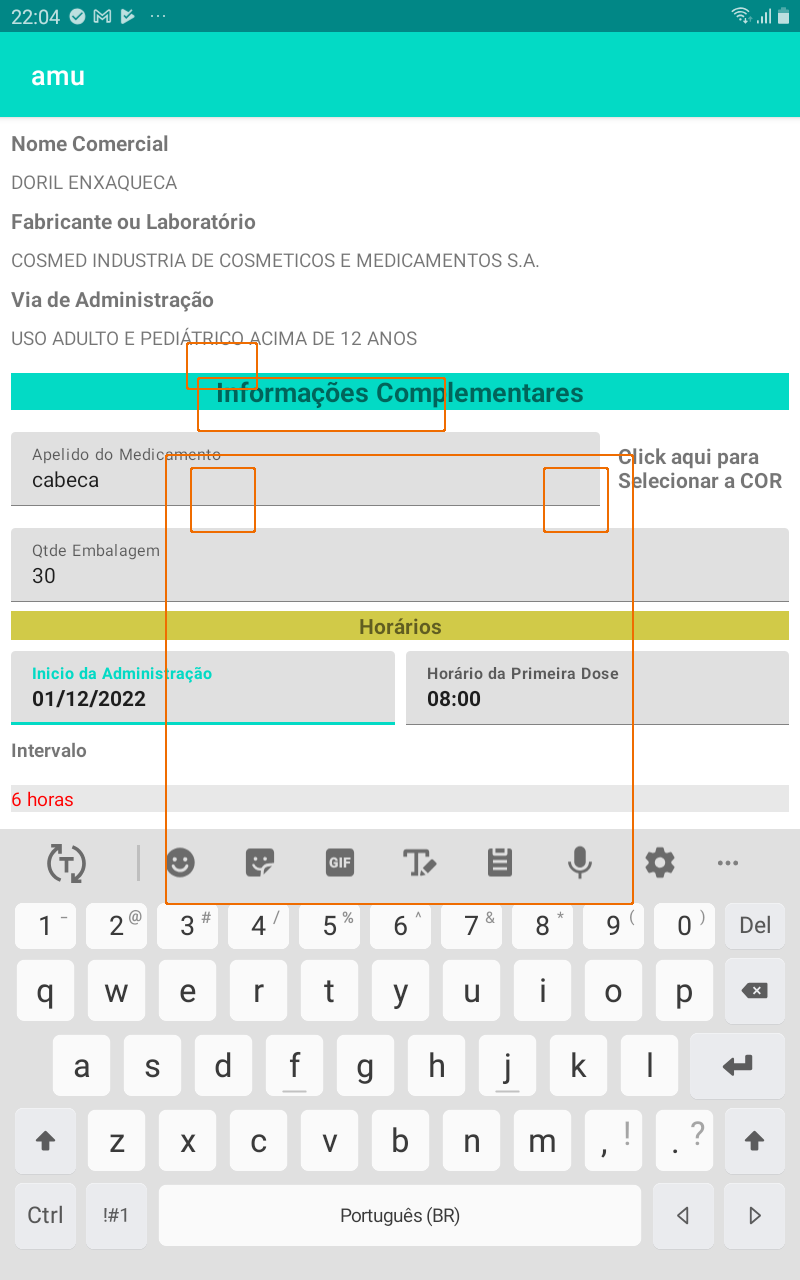 22:04
amu
Nome Comercial
DORIL ENXAQUECA
Fabricante ou Laboratório
COSMED INDUSTRIA DE COSMETICOS E MEDICAMENTOS S.A.
Via de Administração
USO ADULTO E PEDIÁTRICO ACIMA DE 12 ANOS
Informações Complementares
Apelido do Medicamento
cabeca
Click aqui para
Selecionar a COR
Qtde Embalagem
30
Horários
Inicio da Administração
01/12/2022
Horário da Primeira Dose
08:00
Intervalo
6 horas
T GIF T
1 - 2 @ 3 # 4 / 5 % 6 ^ 7 & 8 * 9 ( 0 ) Del
q w e r t y u i o p
a s d f g h j k l
z x c v b n m , ! . ?
Ctrl !#1 Português (BR)